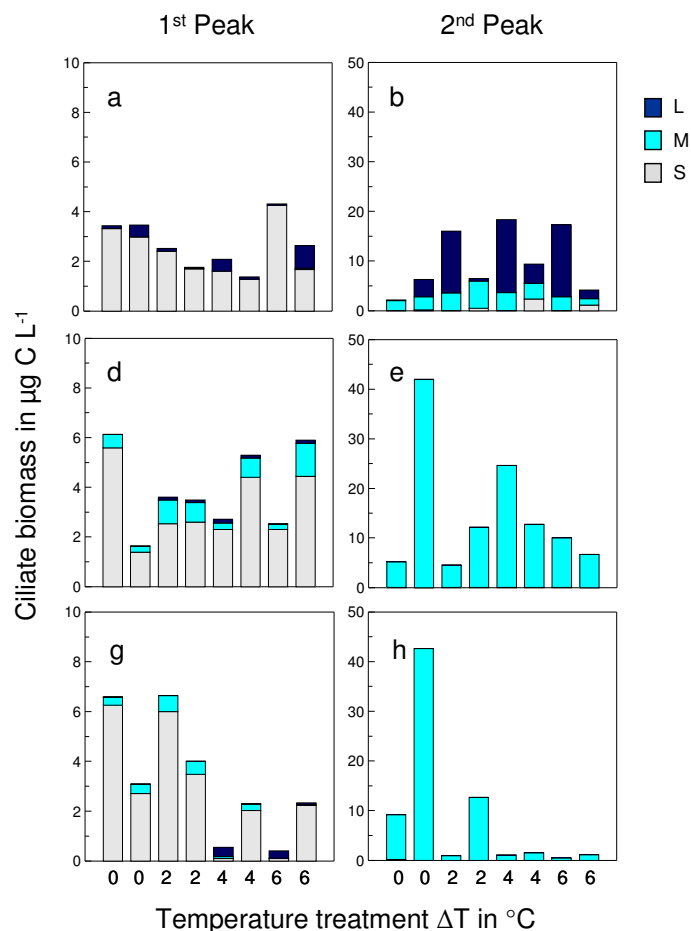 1st Peak 2nd Peak
10 50
a b L
8 40 M
S
6 30
4 20
2 10
0 0
10 50
d e
8 40
6 30
4 20
2 10
0 0
10 50
g h
8 40
6 30
4 20
2 10
0 0
0 0 2 2 4 4 6 6 0 0 2 2 4 4 6 6
Ciliate biomass in µg C L-1
Temperature treatment ΔT in °C